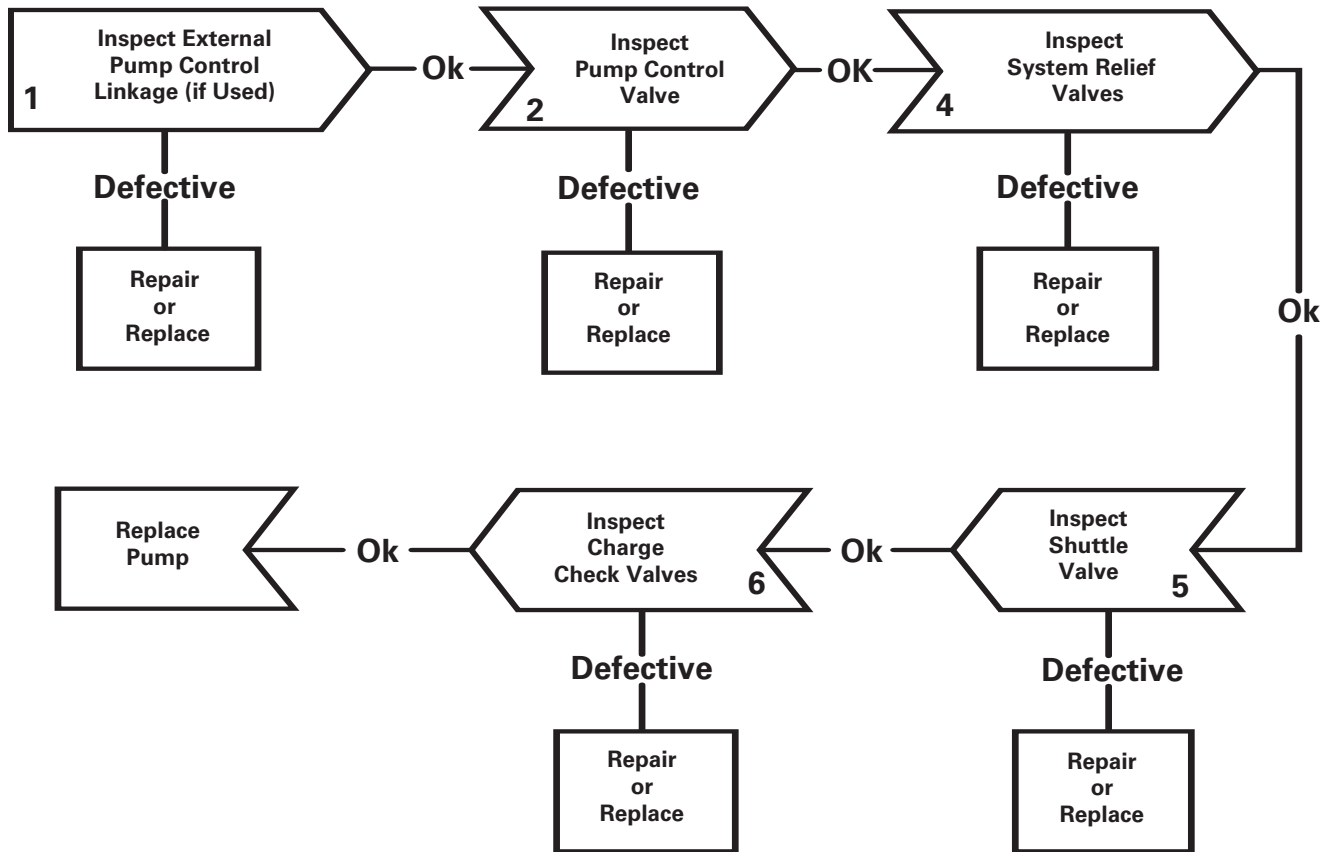 Inspect External
Pump Control
Linkage (if Used)
1
Ok
Inspect
Pump Control
Valve
2
OK
Inspect
System Relief
Valves
4
Defective
Defective
Defective
Repair
or
Replace
Repair
or
Replace
Repair
or
Replace
Ok
Inspect
Shuttle
Valve
5
Ok
Inspect
Charge
Check Valves
6
Ok
Replace
Pump
Defective
Defective
Repair
or
Replace
Repair
or
Replace